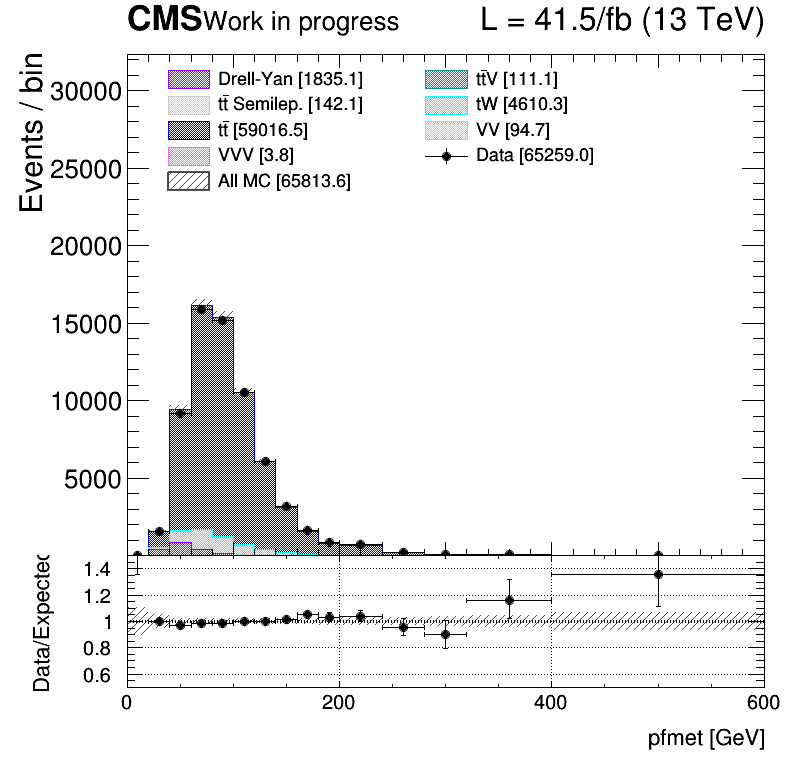 CMS Work in progress L = 41.5/fb (13 TeV)
Events / bin
30000
25000
20000
15000
10000
5000
Drell-Yan [1835.1]
tt̄ Semilep. [142.1]
tt̄ [59016.5]
VVV [3.8]
All MC [65813.6]
tt̄V [111.1]
tW [4610.3]
VV [94.7]
Data [65259.0]
Data/Expected
1.4
1.2
1
0.8
0.6
0 200 400 600
pfmet [GeV]